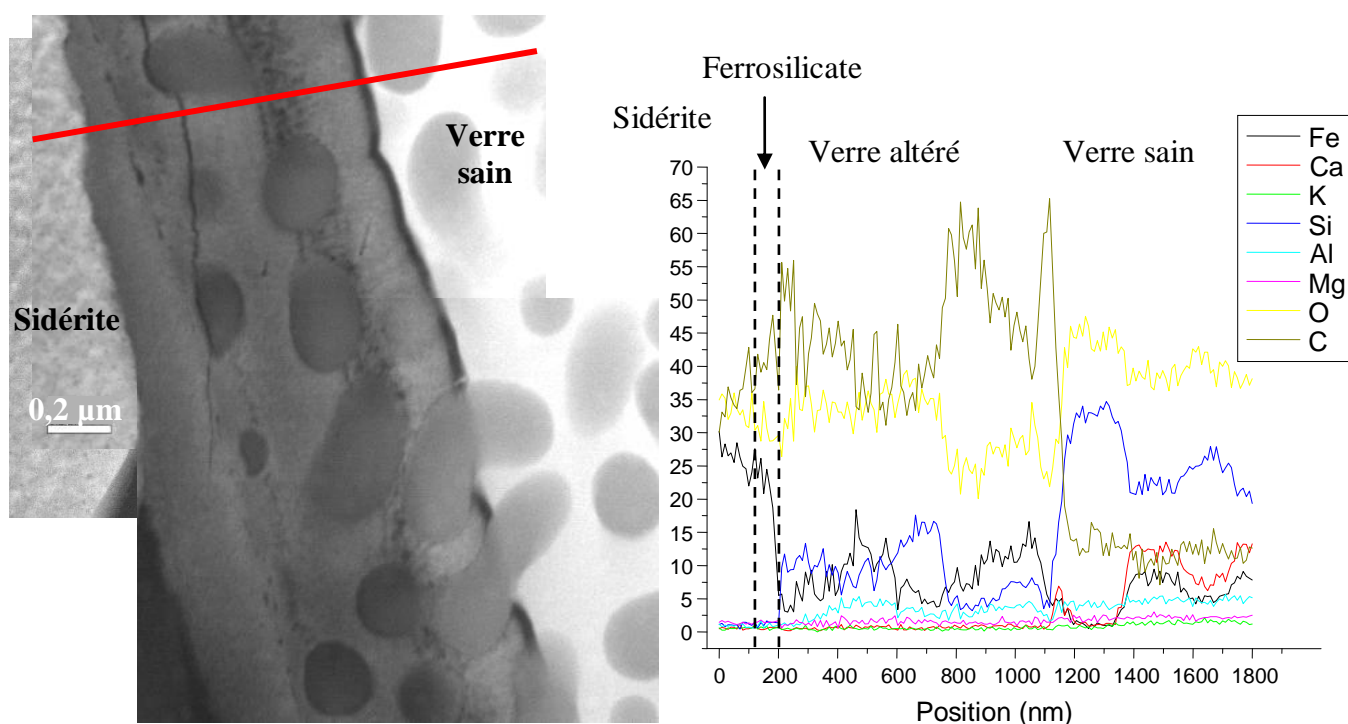 Verre
sain
Sidérite
0,2 µm
Ferrosilicate
Sidérite
Verre altéré
Verre sain
70
65
60
55
50
45
40
35
30
25
20
15
10
5
0
0 200 400 600 800 1000 1200 1400 1600 1800
Position (nm)
Fe
Ca
K
Si
Al
Mg
O
C